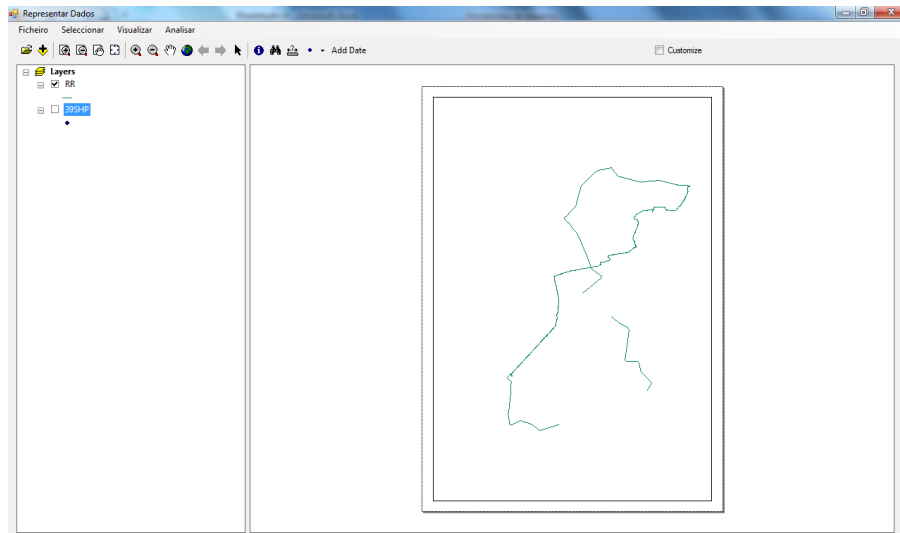 Representar Dados
Ficheiro Seleccionar Visualizar Analisar
Add Date
Customize
Layers
RR
39SHP